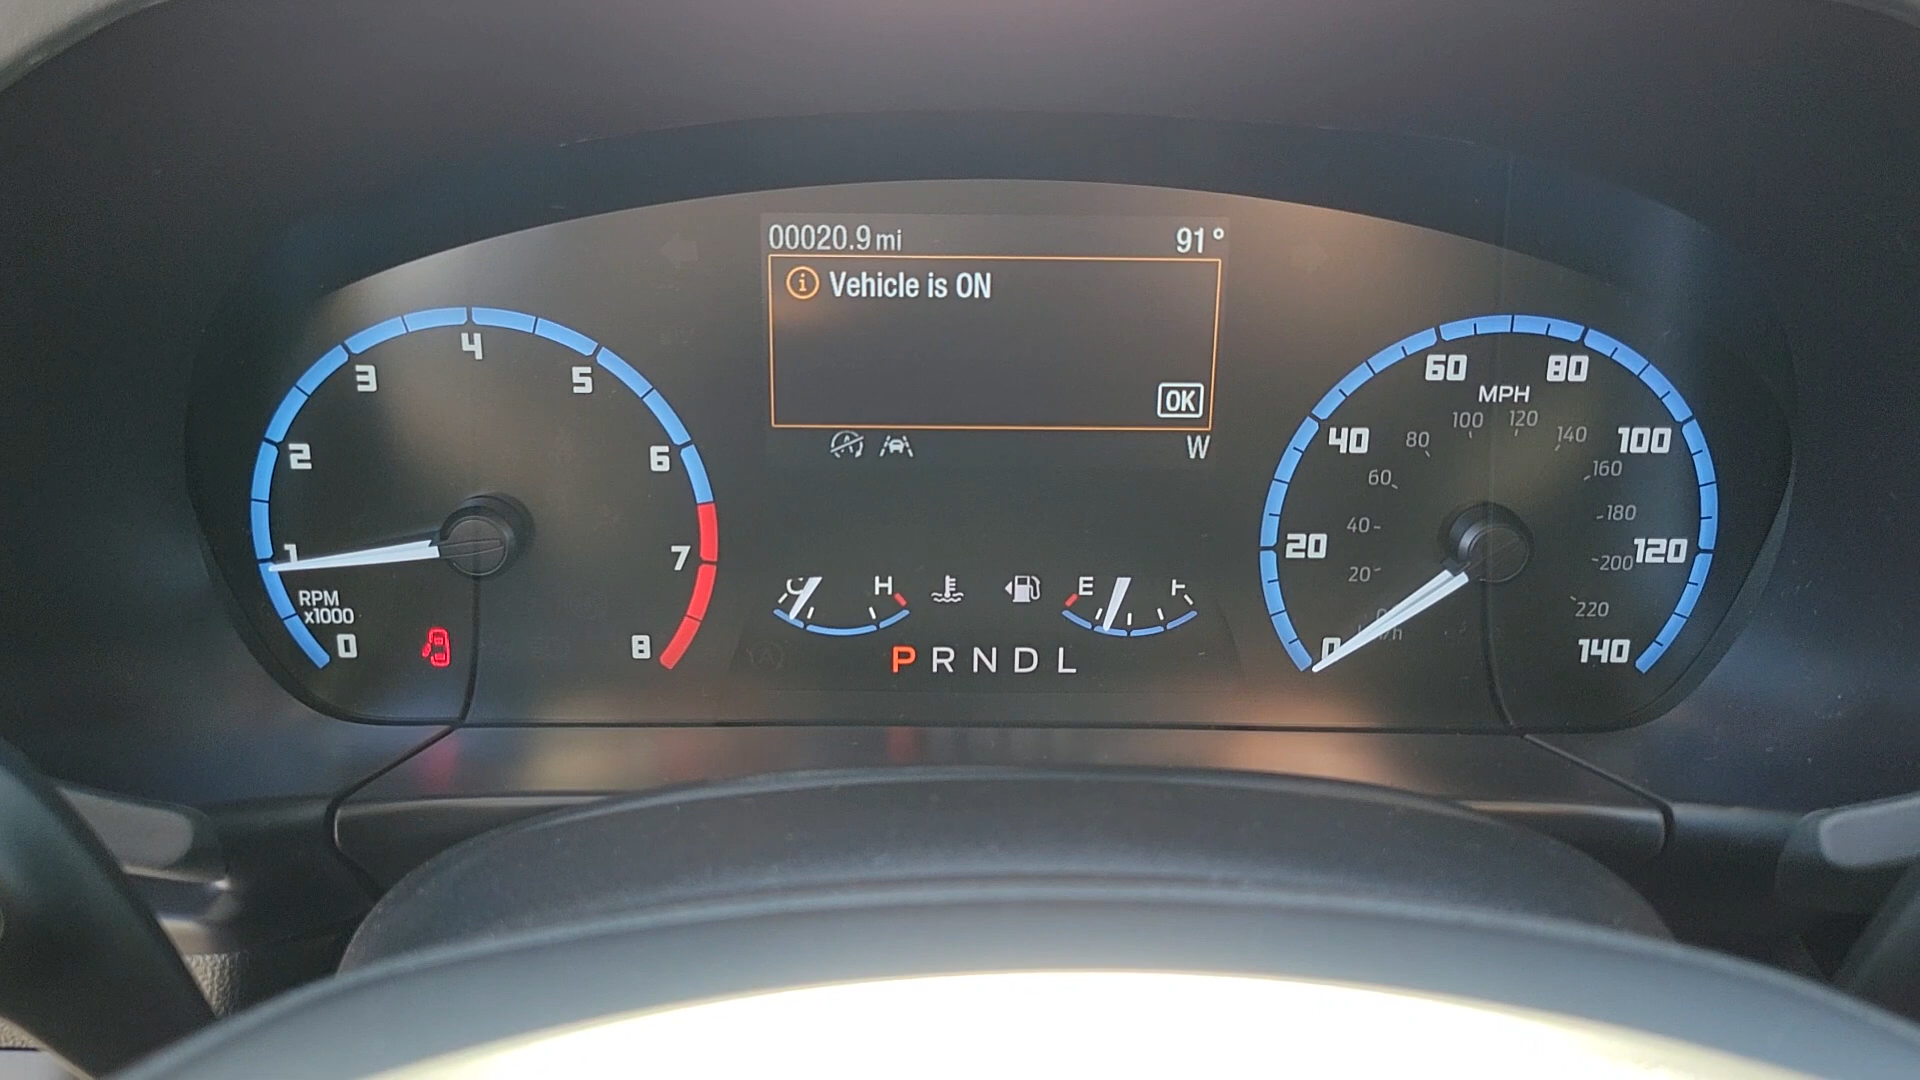 00020.9 mi 91°
Vehicle is ON
OK
W
0 1 2 3 4 5 6 7 8
RPM
x1000
C H
E F
P R N D L
0 20 40 60 80 100 120 140
MPH
20 40 60 80 100 120 140 160 180 200 220